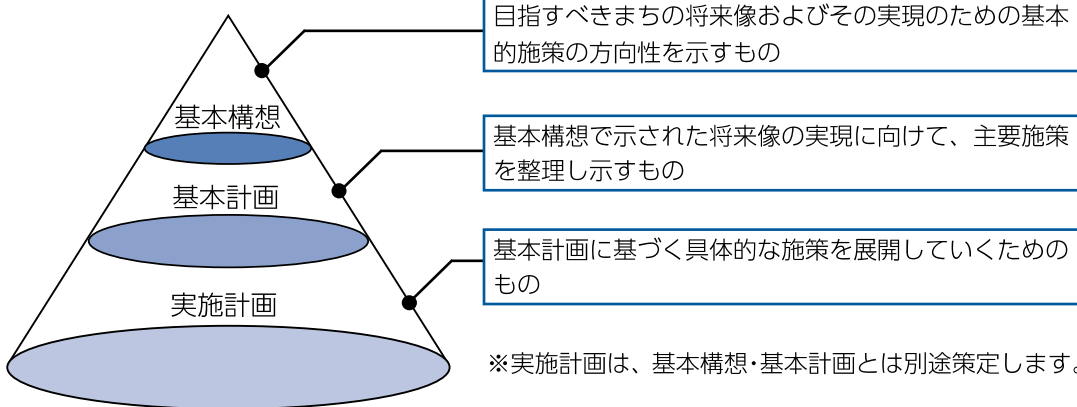 目指すべきまちの将来像およびその実現のための基本
的施策の方向性を示すもの
基本構想
基本構想で示された将来像の実現に向けて、主要施策
を整理し示すもの
基本計画
基本計画に基づく具体的な施策を展開していくための
もの
実施計画
※実施計画は、基本構想・基本計画とは別途策定します。